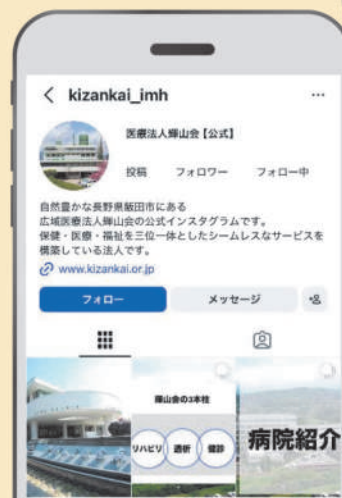 kizankai_imh
医療法人輝山会【公式】
投稿 フォロワー フォロー中
自然豊かな長野県飯田市にある
広域医療法人輝山会の公式インスタグラムです。
保健・医療・福祉を三位一体としたシームレスなサービスを
構築している法人です。
www.kizankai.or.jp
フォロー メッセージ
輝山会の3本柱
リハビリ 透析 健診
病院紹介